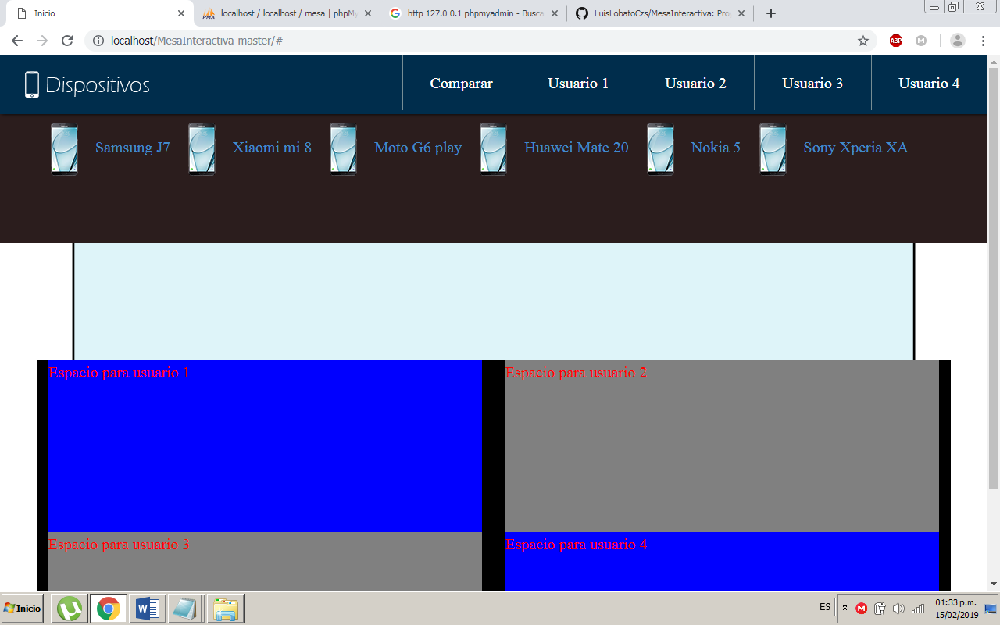 Inicio
localhost / localhost / mesa | phpMy
http 127.0 0.1 phpmyadmin - Busca
LuisLobatoCzs/MesaInteractiva: Pro
localhost/MesaInteractiva-master/#
ABP
M
Dispositivos
Comparar
Usuario 1
Usuario 2
Usuario 3
Usuario 4
Samsung J7
Xiaomi mi 8
Moto G6 play
Huawei Mate 20
Nokia 5
Sony Xperia XA
Espacio para usuario 1
Espacio para usuario 2
Espacio para usuario 3
Espacio para usuario 4
Inicio
ES
01:33 p.m.
15/02/2019